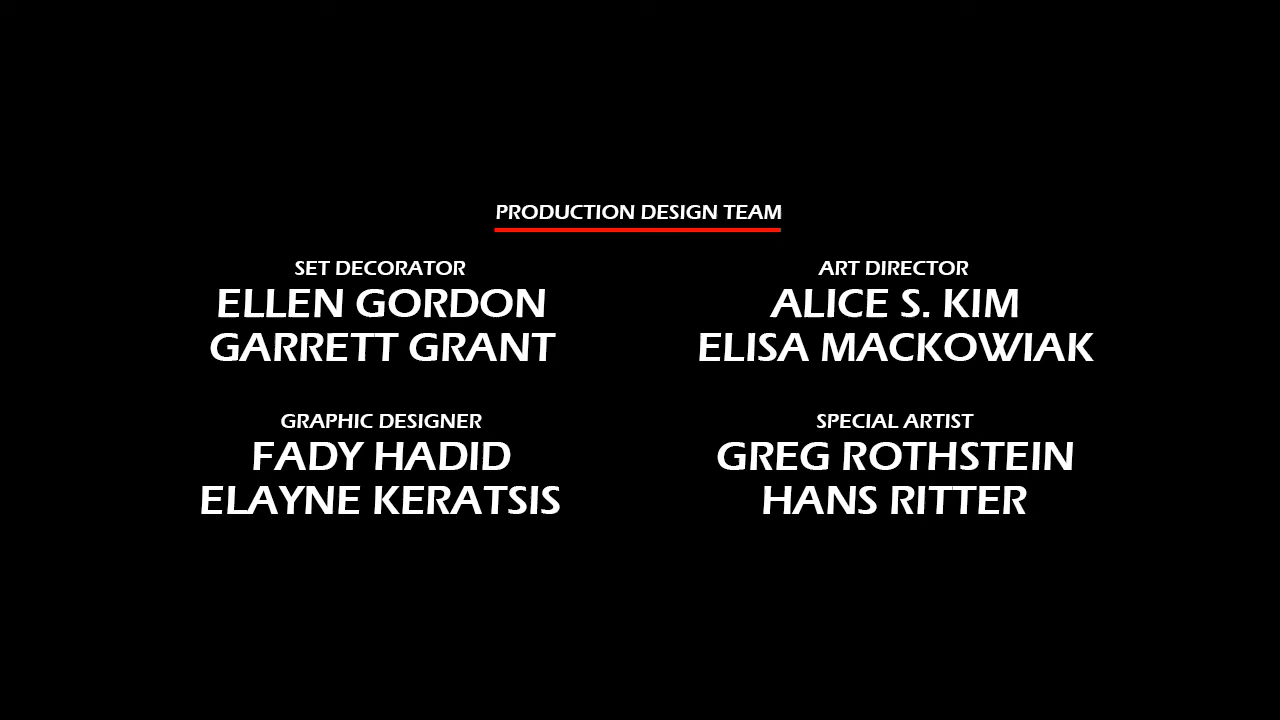 PRODUCTION DESIGN TEAM
SET DECORATOR
ELLEN GORDON
GARRETT GRANT
ART DIRECTOR
ALICE S. KIM
ELISA MACKOWIAK
GRAPHIC DESIGNER
FADY HADID
ELAYNE KERATSIS
SPECIAL ARTIST
GREG ROTHSTEIN
HANS RITTER